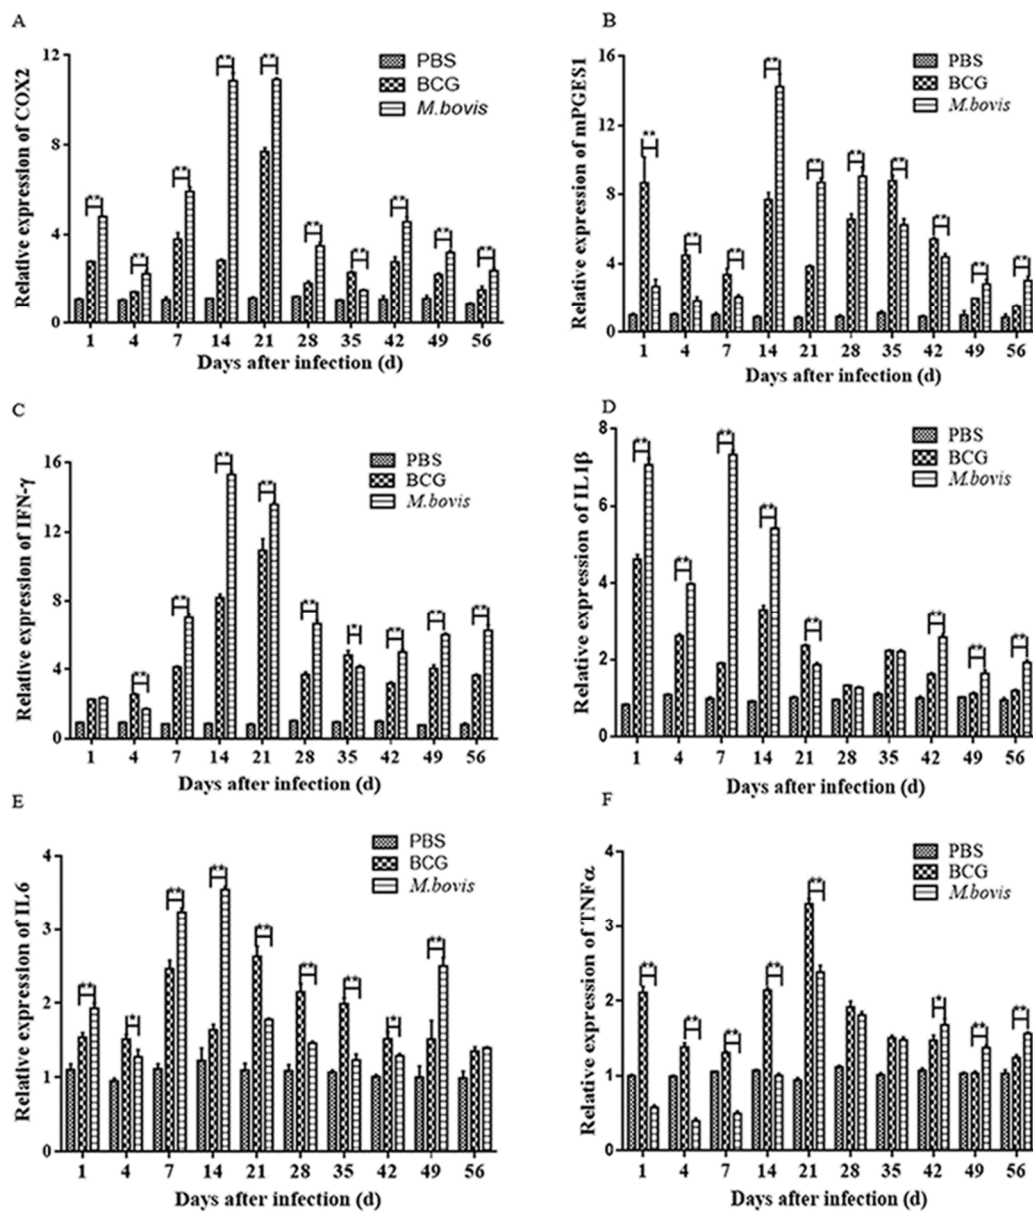 A
Relative expression of COX2
12
8
4
0
PBS
BCG
M.bovis
** ** ** ** ** ** ** ** ** **
1 4 7 14 21 28 35 42 49 56
Days after infection (d)
B
Relative expression of mPGES1
16
12
8
4
0
PBS
BCG
M.bovis
** ** ** ** ** ** ** ** ** **
1 4 7 14 21 28 35 42 49 56
Days after infection (d)
C
Relative expression of IFN-γ
16
12
8
4
0
PBS
BCG
M.bovis
** ** ** ** ** * ** ** **
1 4 7 14 21 28 35 42 49 56
Days after infection (d)
D
Relative expression of IL1β
8
6
4
2
0
PBS
BCG
M.bovis
** ** ** ** ** ** ** **
1 4 7 14 21 28 35 42 49 56
Days after infection (d)
E
Relative expression of IL6
4
3
2
1
0
PBS
BCG
M.bovis
** * ** ** ** ** ** * **
1 4 7 14 21 28 35 42 49 56
Days after infection (d)
F
Relative expression of TNFα
4
3
2
1
0
PBS
BCG
M.bovis
** ** ** ** ** * ** **
1 4 7 14 21 28 35 42 49 56
Days after infection (d)